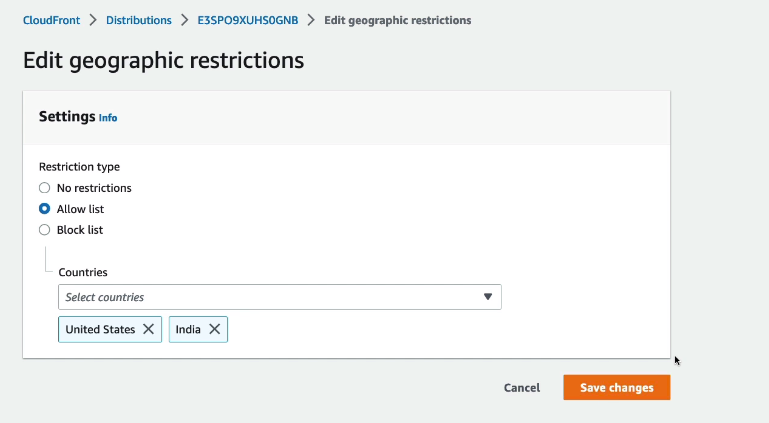 CloudFront > Distributions > E3SPO9XUHS0GNB > Edit geographic restrictions
Edit geographic restrictions
Settings Info
Restriction type
No restrictions
Allow list
Block list
Countries
Select countries
United States
India
Cancel
Save changes